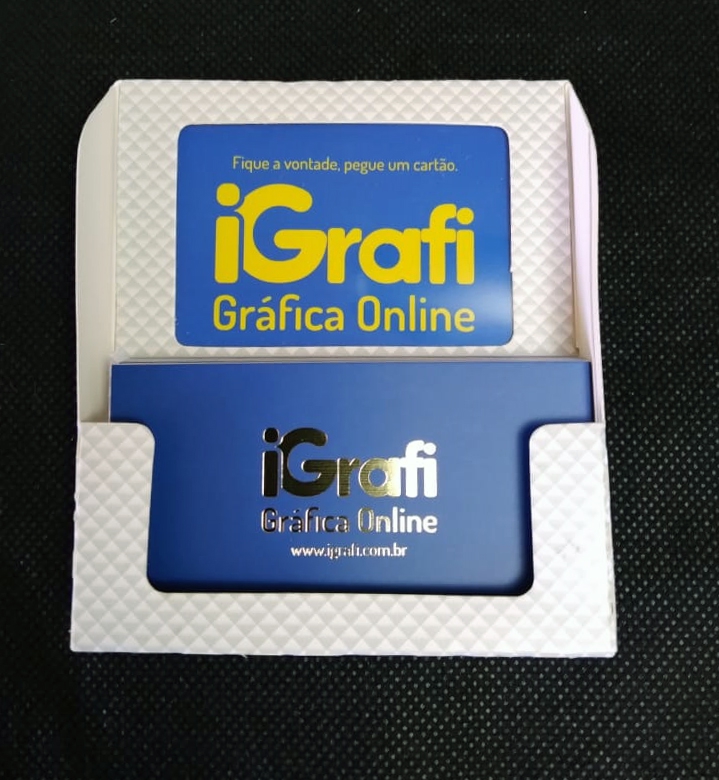 Fique a vontade, pegue um cartão.
iGrafi
Gráfica Online
iGrafi
Gráfica Online
www.igrafi.com.br